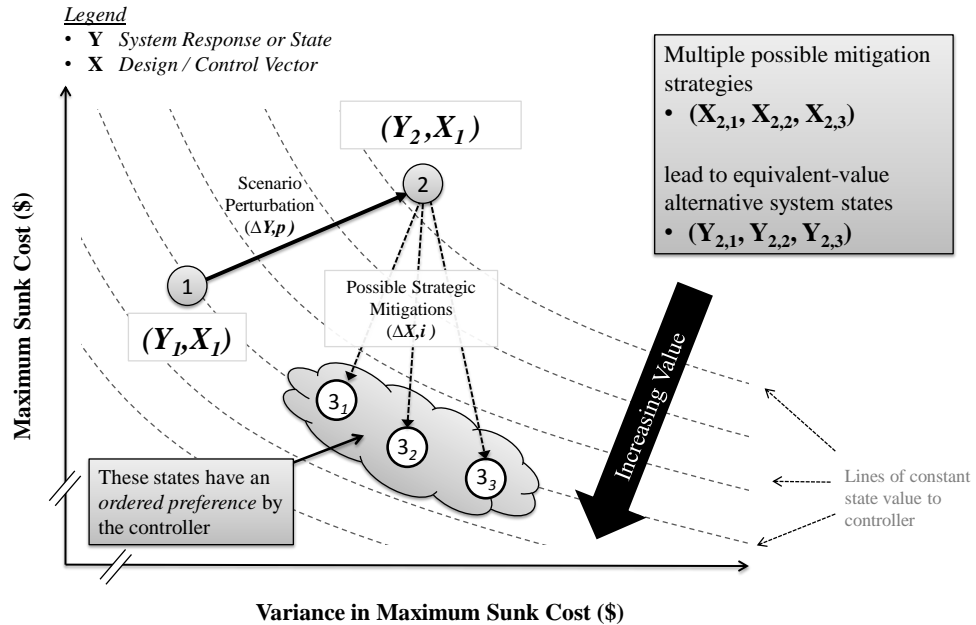 Legend
• Y System Response or State
• X Design / Control Vector
Multiple possible mitigation
strategies
• (X2,1, X2,2, X2,3)
lead to equivalent-value
alternative system states
• (Y2,1, Y2,2, Y2,3)
(Y2,X1)
2
Scenario
Perturbation
(ΔY,p)
1
(Y1,X1)
Possible Strategic
Mitigations
(ΔX,i)
31
32
33
These states have an
ordered preference by
the controller
Increasing Value
Lines of constant
state value to
controller
Maximum Sunk Cost ($)
Variance in Maximum Sunk Cost ($)